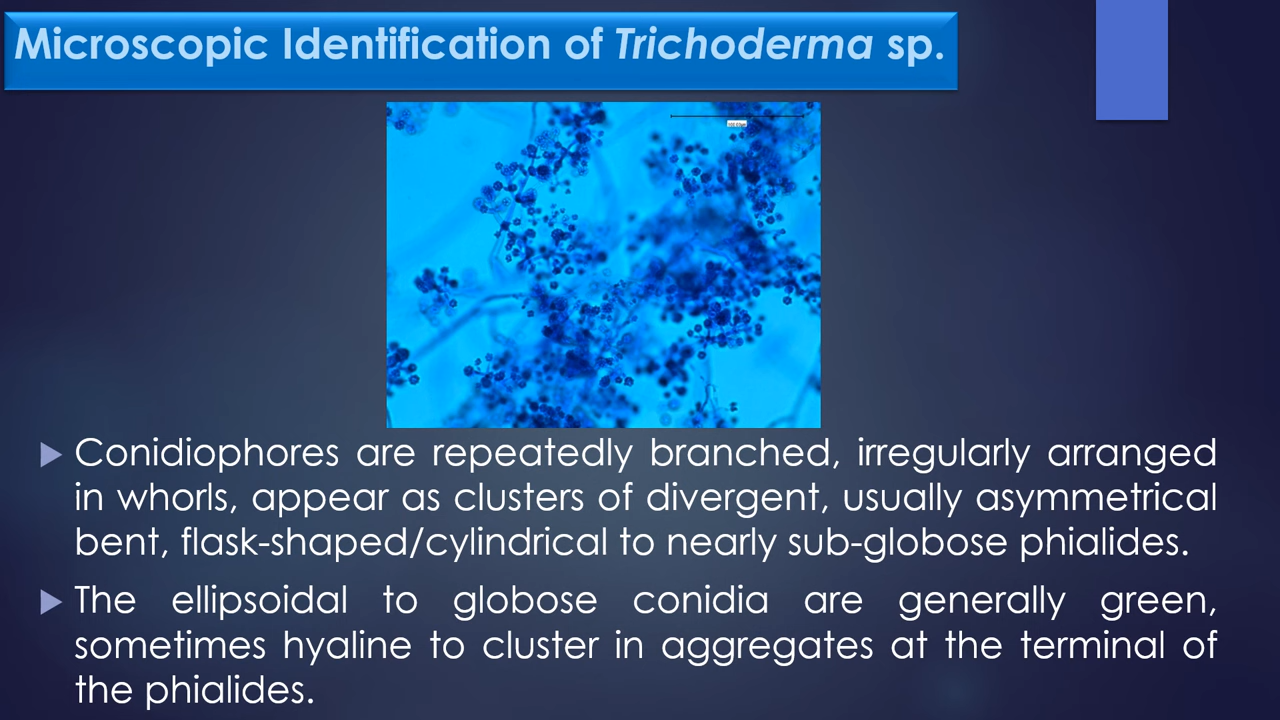 Microscopic Identification of Trichoderma sp.
Conidiophores are repeatedly branched, irregularly arranged
in whorls, appear as clusters of divergent, usually asymmetrical
bent, flask-shaped/cylindrical to nearly sub-globose phialides.
The ellipsoidal to globose conidia are generally green,
sometimes hyaline to cluster in aggregates at the terminal of
the phialides.